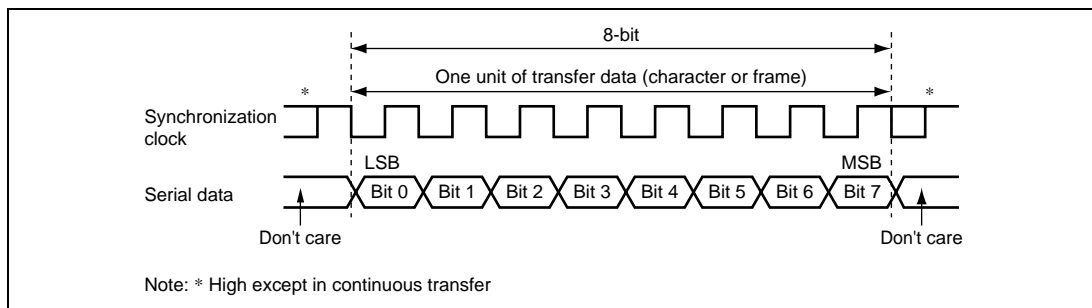 8-bit
One unit of transfer data (character or frame)
*
*
Synchronization
clock
LSB
MSB
Serial data
Bit 0 Bit 1 Bit 2 Bit 3 Bit 4 Bit 5 Bit 6 Bit 7
Don't care
Don't care
Note: * High except in continuous transfer